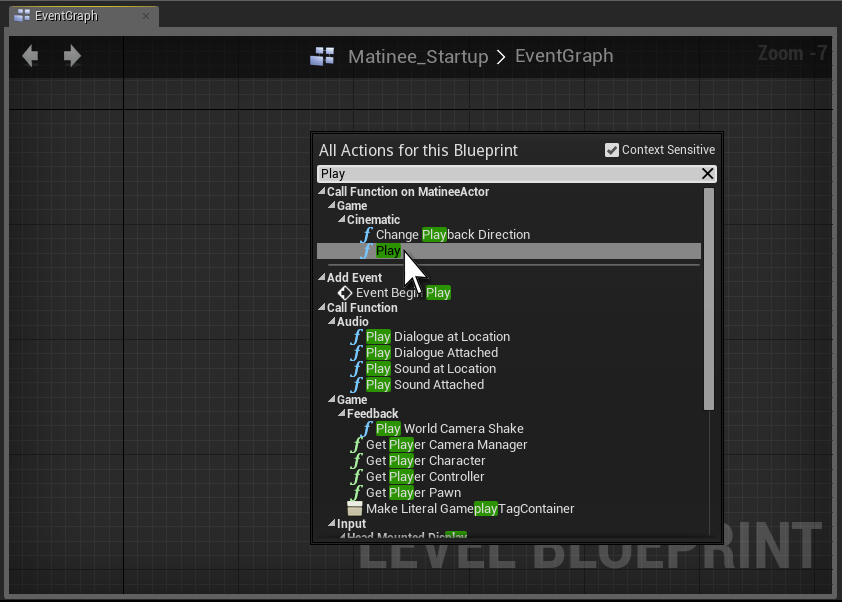 EventGraph
Matinee_Startup > EventGraph
Zoom -7
All Actions for this Blueprint
Context Sensitive
Play
Call Function on MatineeActor
Game
Cinematic
Change Playback Direction
Play
Add Event
Event Begin Play
Call Function
Audio
Play Dialogue at Location
Play Dialogue Attached
Play Sound at Location
Play Sound Attached
Game
Feedback
Play World Camera Shake
Get Player Camera Manager
Get Player Character
Get Player Controller
Get Player Pawn
Make Literal GameplayTagContainer
Input
Head Mounted Display
LEVEL BLUEPRINT